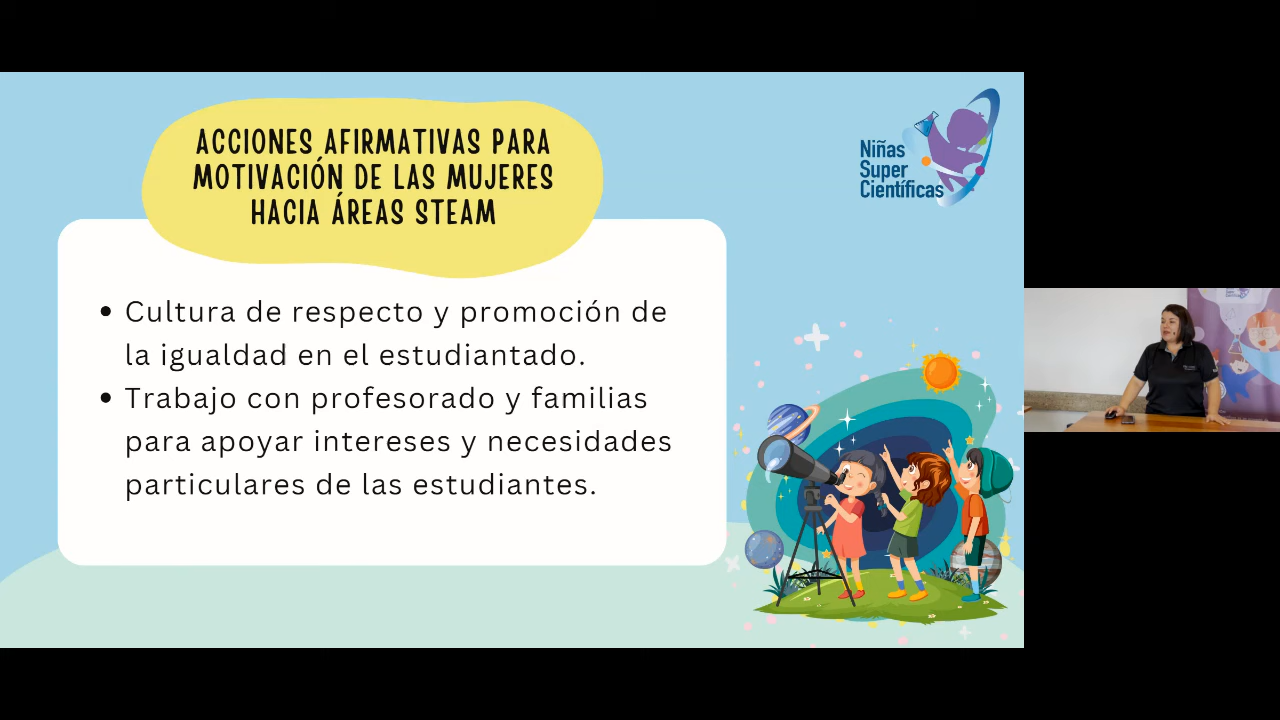 ACCIONES AFIRMATIVAS PARA
MOTIVACIÓN DE LAS MUJERES
HACIA ÁREAS STEAM
Niñas
Super
Científicas
• Cultura de respecto y promoción de
la igualdad en el estudiantado.
• Trabajo con profesorado y familias
para apoyar intereses y necesidades
particulares de las estudiantes.